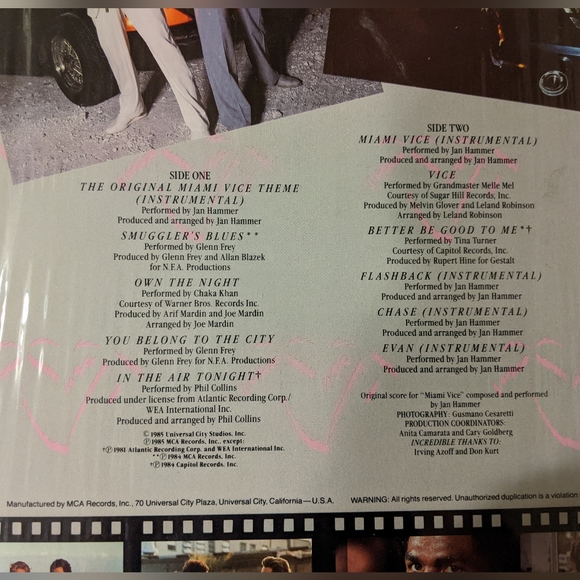 SIDE ONE
THE ORIGINAL MIAMI VICE THEME
(INSTRUMENTAL)
Performed by Jan Hammer
Produced and arranged by Jan Hammer
SMUGGLER'S BLUES**
Performed by Glenn Frey
Produced by Glenn Frey and Allan Blazek
for N.F.A. Productions
OWN THE NIGHT
Performed by Chaka Khan
Courtesy of Warner Bros. Records Inc.
Produced by Arif Mardin and Joe Mardin
Arranged by Joe Mardin
YOU BELONG TO THE CITY
Performed by Glenn Frey
Produced by Glenn Frey for N.F.A. Productions
IN THE AIR TONIGHT†
Performed by Phil Collins
Produced under license from Atlantic Recording Corp./
WEA International Inc.
Produced and arranged by Phil Collins
© 1985 Universal City Studios, Inc.
℗ 1985 MCA Records, Inc., except:
†℗ 1981 Atlantic Recording Corp. and WEA International Inc.
**℗ 1984 MCA Records, Inc.
*†℗ 1984 Capitol Records, Inc.
SIDE TWO
MIAMI VICE (INSTRUMENTAL)
Performed by Jan Hammer
Produced and arranged by Jan Hammer
VICE
Performed by Grandmaster Melle Mel
Courtesy of Sugar Hill Records, Inc.
Produced by Melvin Glover and Leland Robinson
Arranged by Leland Robinson
BETTER BE GOOD TO ME*†
Performed by Tina Turner
Courtesy of Capitol Records, Inc.
Produced by Rupert Hine for Gestalt
FLASHBACK (INSTRUMENTAL)
Performed by Jan Hammer
Produced and arranged by Jan Hammer
CHASE (INSTRUMENTAL)
Performed by Jan Hammer
Produced and arranged by Jan Hammer
EVAN (INSTRUMENTAL)
Performed by Jan Hammer
Produced and arranged by Jan Hammer
Original score for "Miami Vice" composed and performed
by Jan Hammer
PHOTOGRAPHY: Gusmano Cesaretti
PRODUCTION COORDINATORS:
Anita Camarata and Cary Goldberg
INCREDIBLE THANKS TO:
Irving Azoff and Don Kurt
Manufactured by MCA Records, Inc., 70 Universal City Plaza, Universal City, California—U.S.A. WARNING: All rights reserved. Unauthorized duplication is a violation